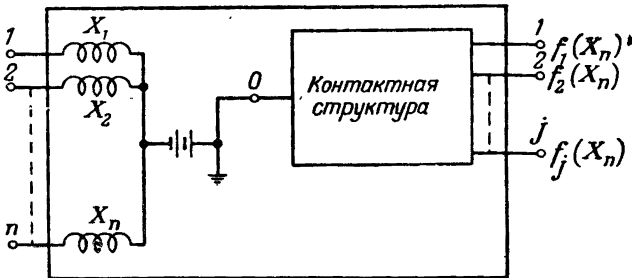 1
X₁
2
X₂
n
Xₙ
0
Контактная
структура
1
f₁(Xₙ)
2
f₂(Xₙ)
j
fⱼ(Xₙ)